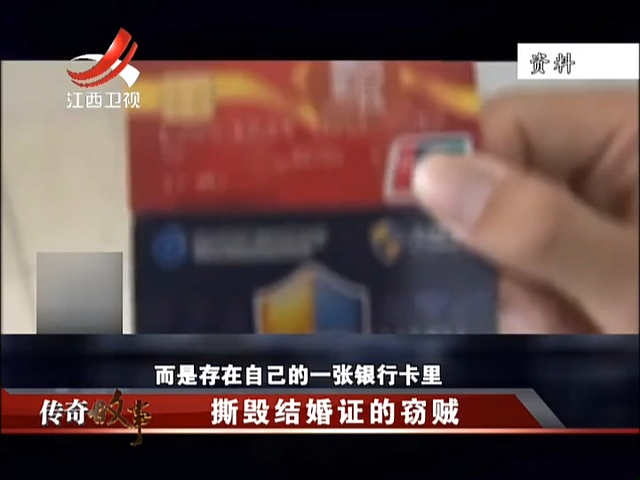 资料
江西卫视
而是存在自己的一张银行卡里
传奇故事
撕毁结婚证的窃贼